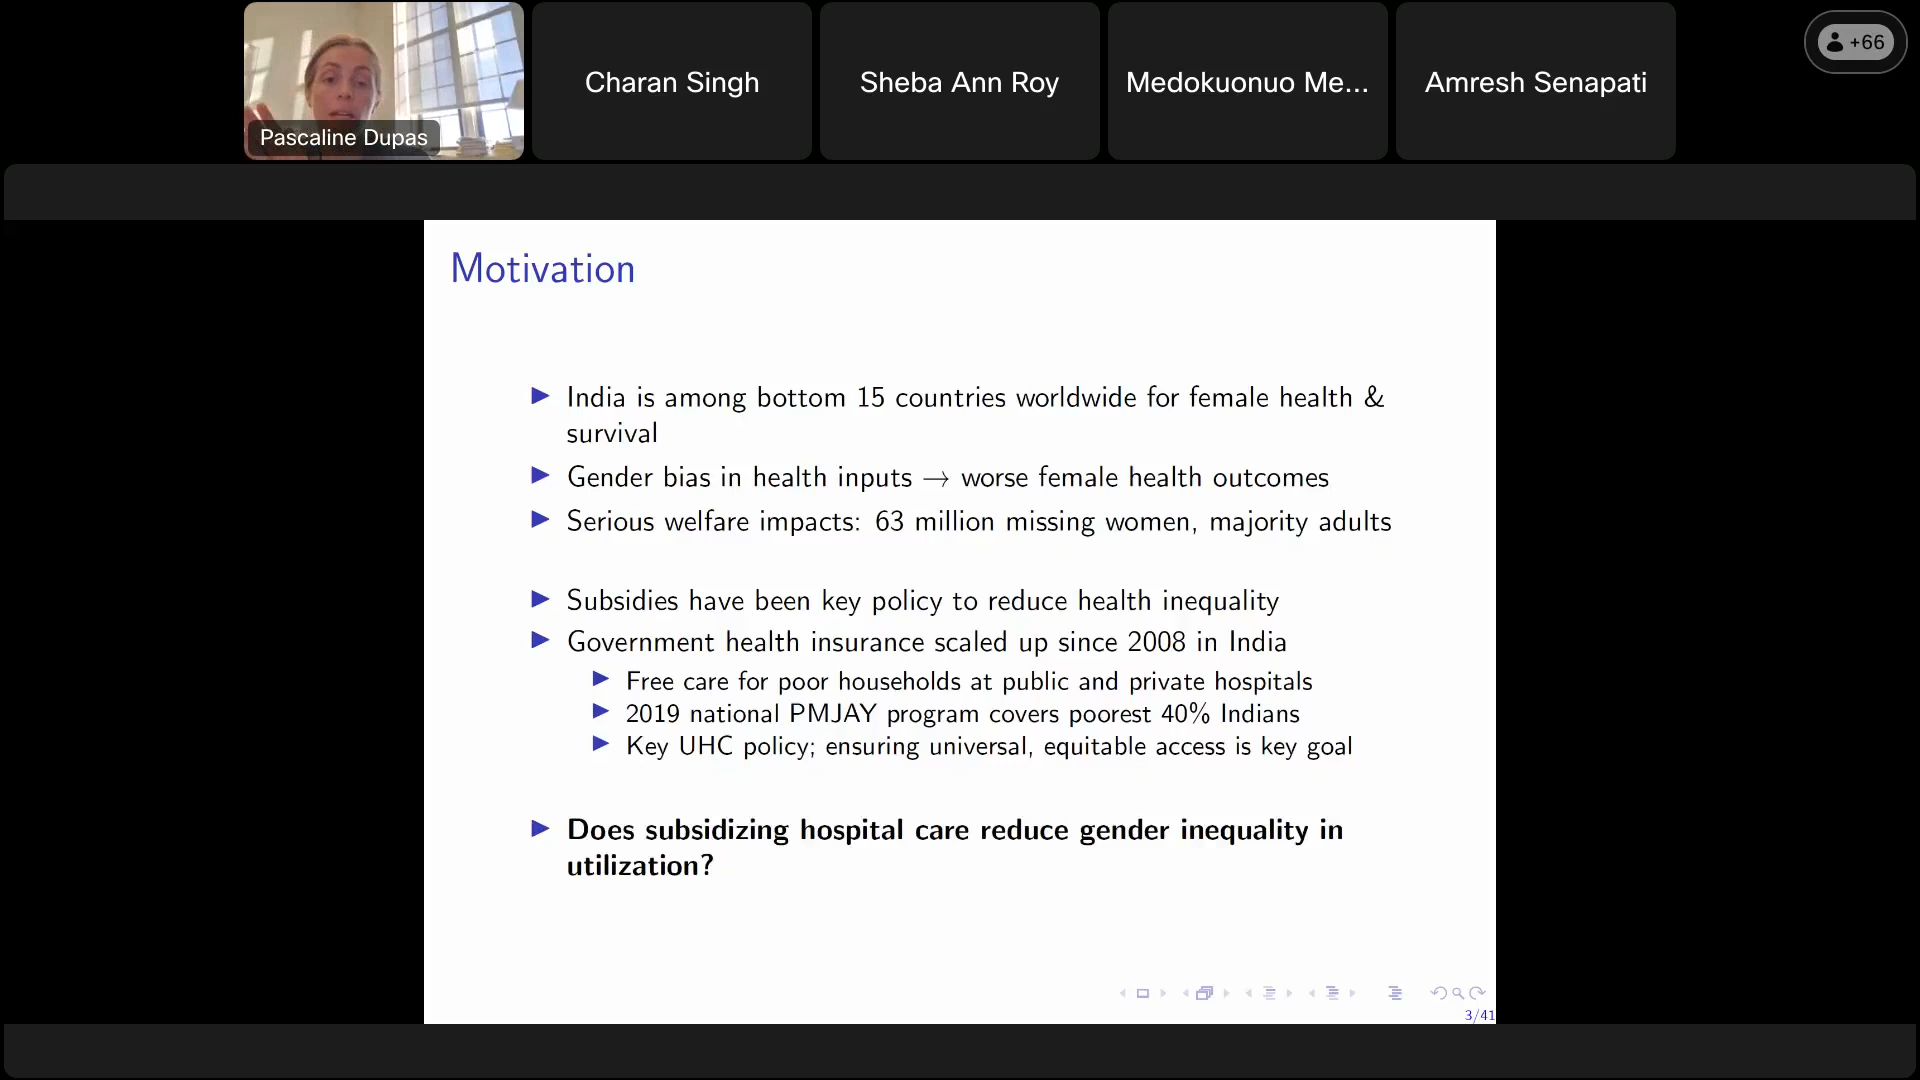 Pascaline Dupas
Charan Singh
Sheba Ann Roy
Medokuonuo Me...
Amresh Senapati
+66
Motivation
India is among bottom 15 countries worldwide for female health &
survival
Gender bias in health inputs → worse female health outcomes
Serious welfare impacts: 63 million missing women, majority adults
Subsidies have been key policy to reduce health inequality
Government health insurance scaled up since 2008 in India
Free care for poor households at public and private hospitals
2019 national PMJAY program covers poorest 40% Indians
Key UHC policy; ensuring universal, equitable access is key goal
Does subsidizing hospital care reduce gender inequality in
utilization?
3/41